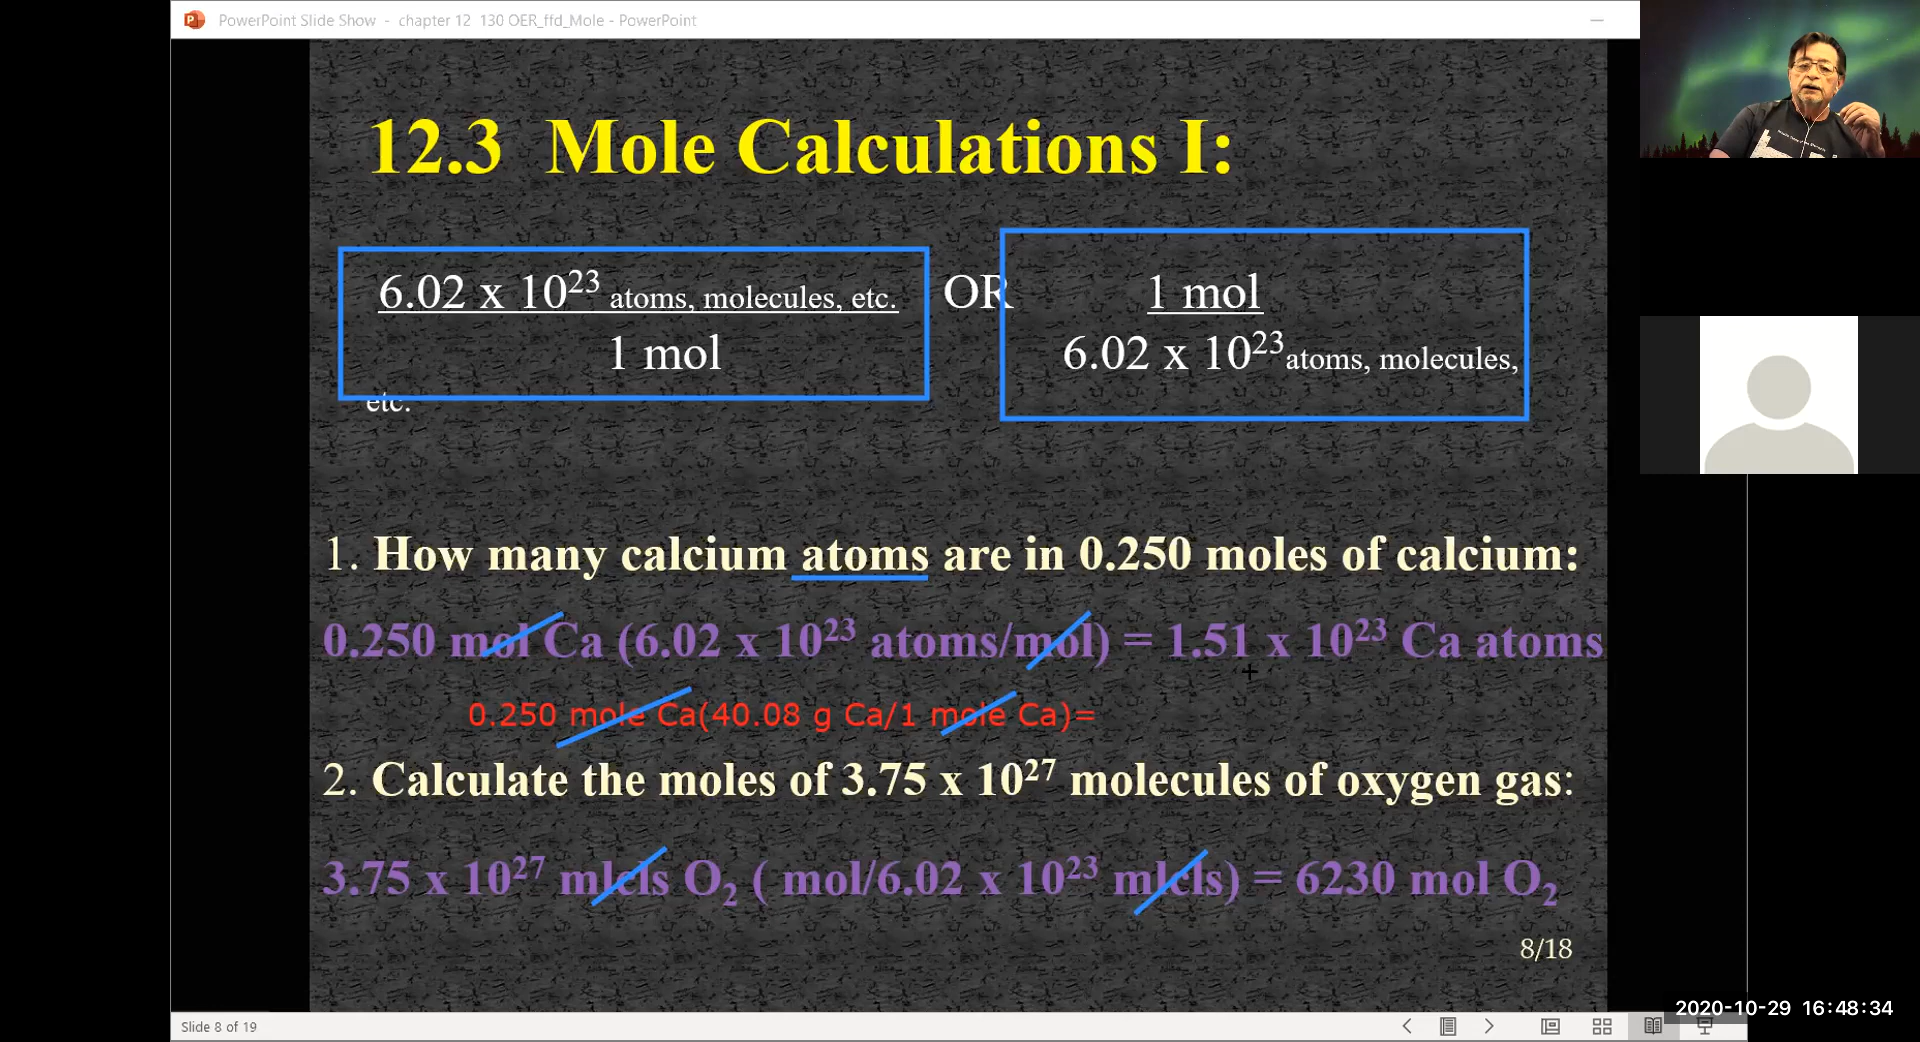 PowerPoint Slide Show - chapter 12 130 OER_ffd_Mole - PowerPoint
12.3 Mole Calculations I:
6.02 x 10²³ atoms, molecules, etc. OR 1 mol
1 mol 6.02 x 10²³ atoms, molecules,
etc.
1. How many calcium atoms are in 0.250 moles of calcium:
0.250 mol Ca (6.02 x 10²³ atoms/mol) = 1.51 x 10²³ Ca atoms
0.250 mole Ca(40.08 g Ca/1 mole Ca)=
2. Calculate the moles of 3.75 x 10²⁷ molecules of oxygen gas:
3.75 x 10²⁷ mlcls O₂ ( mol/6.02 x 10²³ mlcls) = 6230 mol O₂
8/18
2020-10-29 16:48:34
Slide 8 of 19